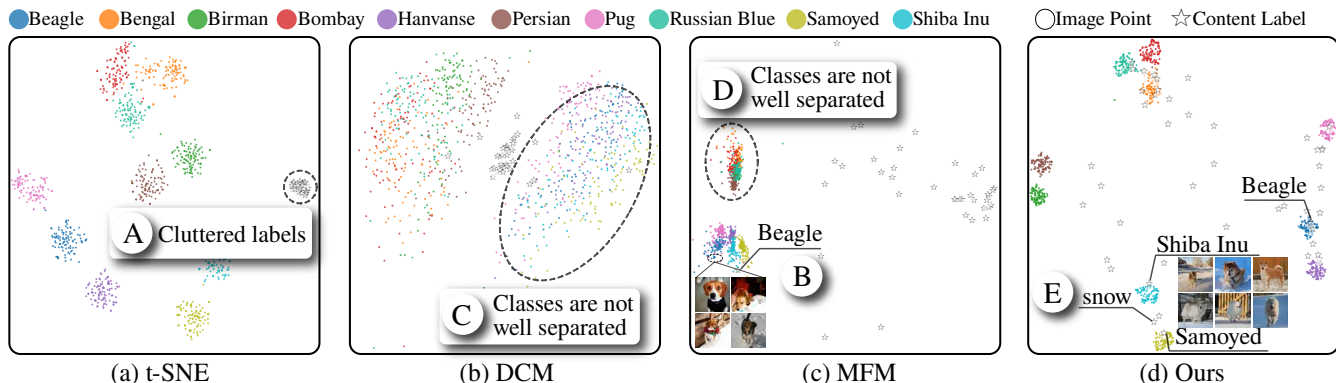 Beagle Bengal Birman Bombay Hanvanse Persian Pug Russian Blue Samoyed Shiba Inu Image Point Content Label
A Cluttered labels
(a) t-SNE
C Classes are not
well separated
(b) DCM
D Classes are not
well separated
Beagle
B
(c) MFM
Beagle
Shiba Inu
E
snow
Samoyed
(d) Ours